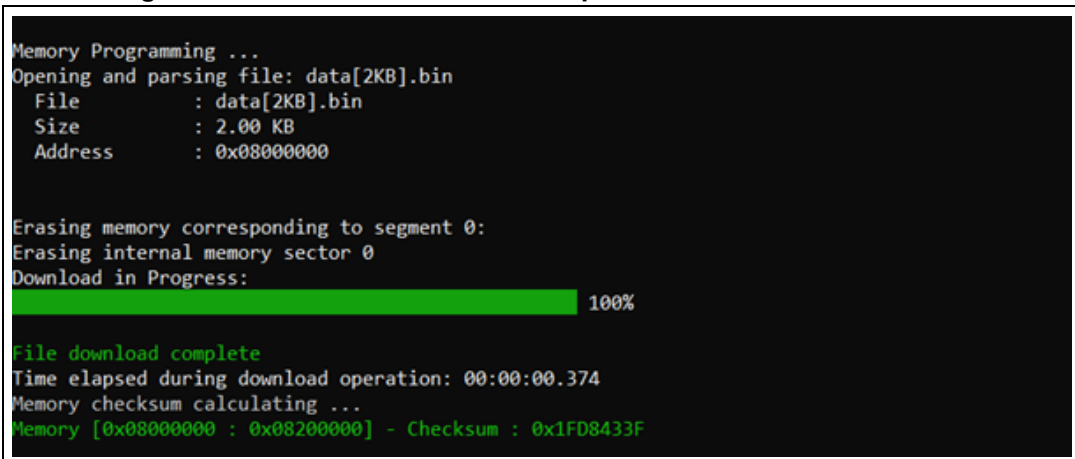 Memory Programming ...
Opening and parsing file: data[2KB].bin
File : data[2KB].bin
Size : 2.00 KB
Address : 0x08000000
Erasing memory corresponding to segment 0:
Erasing internal memory sector 0
Download in Progress:
100%
File download complete
Time elapsed during download operation: 00:00:00.374
Memory checksum calculating ...
Memory [0x08000000 : 0x08200000] - Checksum : 0x1FD8433F